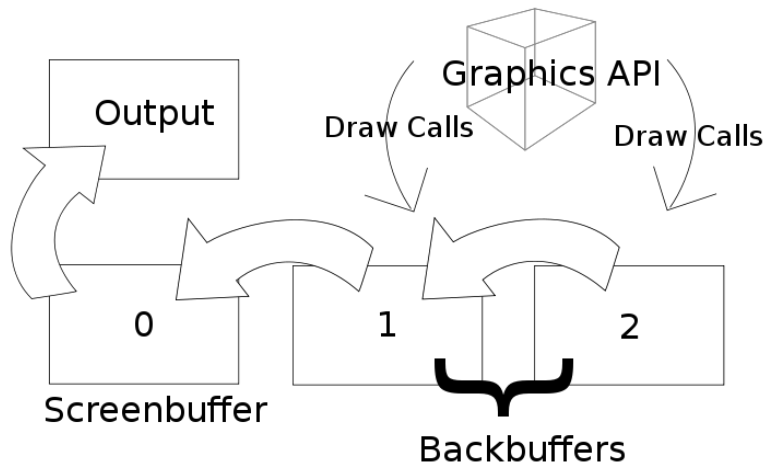 Graphics API
Output
Draw Calls
Draw Calls
0
1
2
Screenbuffer
Backbuffers